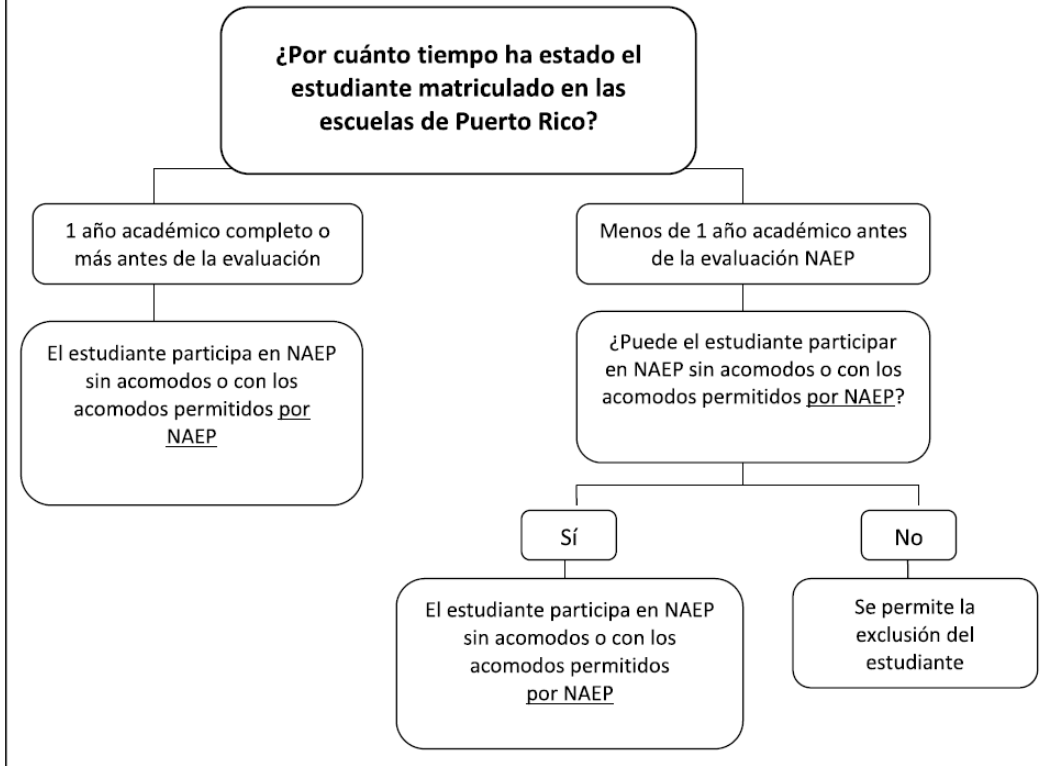 ¿Por cuánto tiempo ha estado el
estudiante matriculado en las
escuelas de Puerto Rico?
1 año académico completo o
más antes de la evaluación
Menos de 1 año académico antes
de la evaluación NAEP
El estudiante participa en NAEP
sin acomodos o con los
acomodos permitidos por
NAEP
¿Puede el estudiante participar
en NAEP sin acomodos o con los
acomodos permitidos por NAEP?
Sí
No
El estudiante participa en NAEP
sin acomodos o con los
acomodos permitidos
por NAEP
Se permite la
exclusión del
estudiante